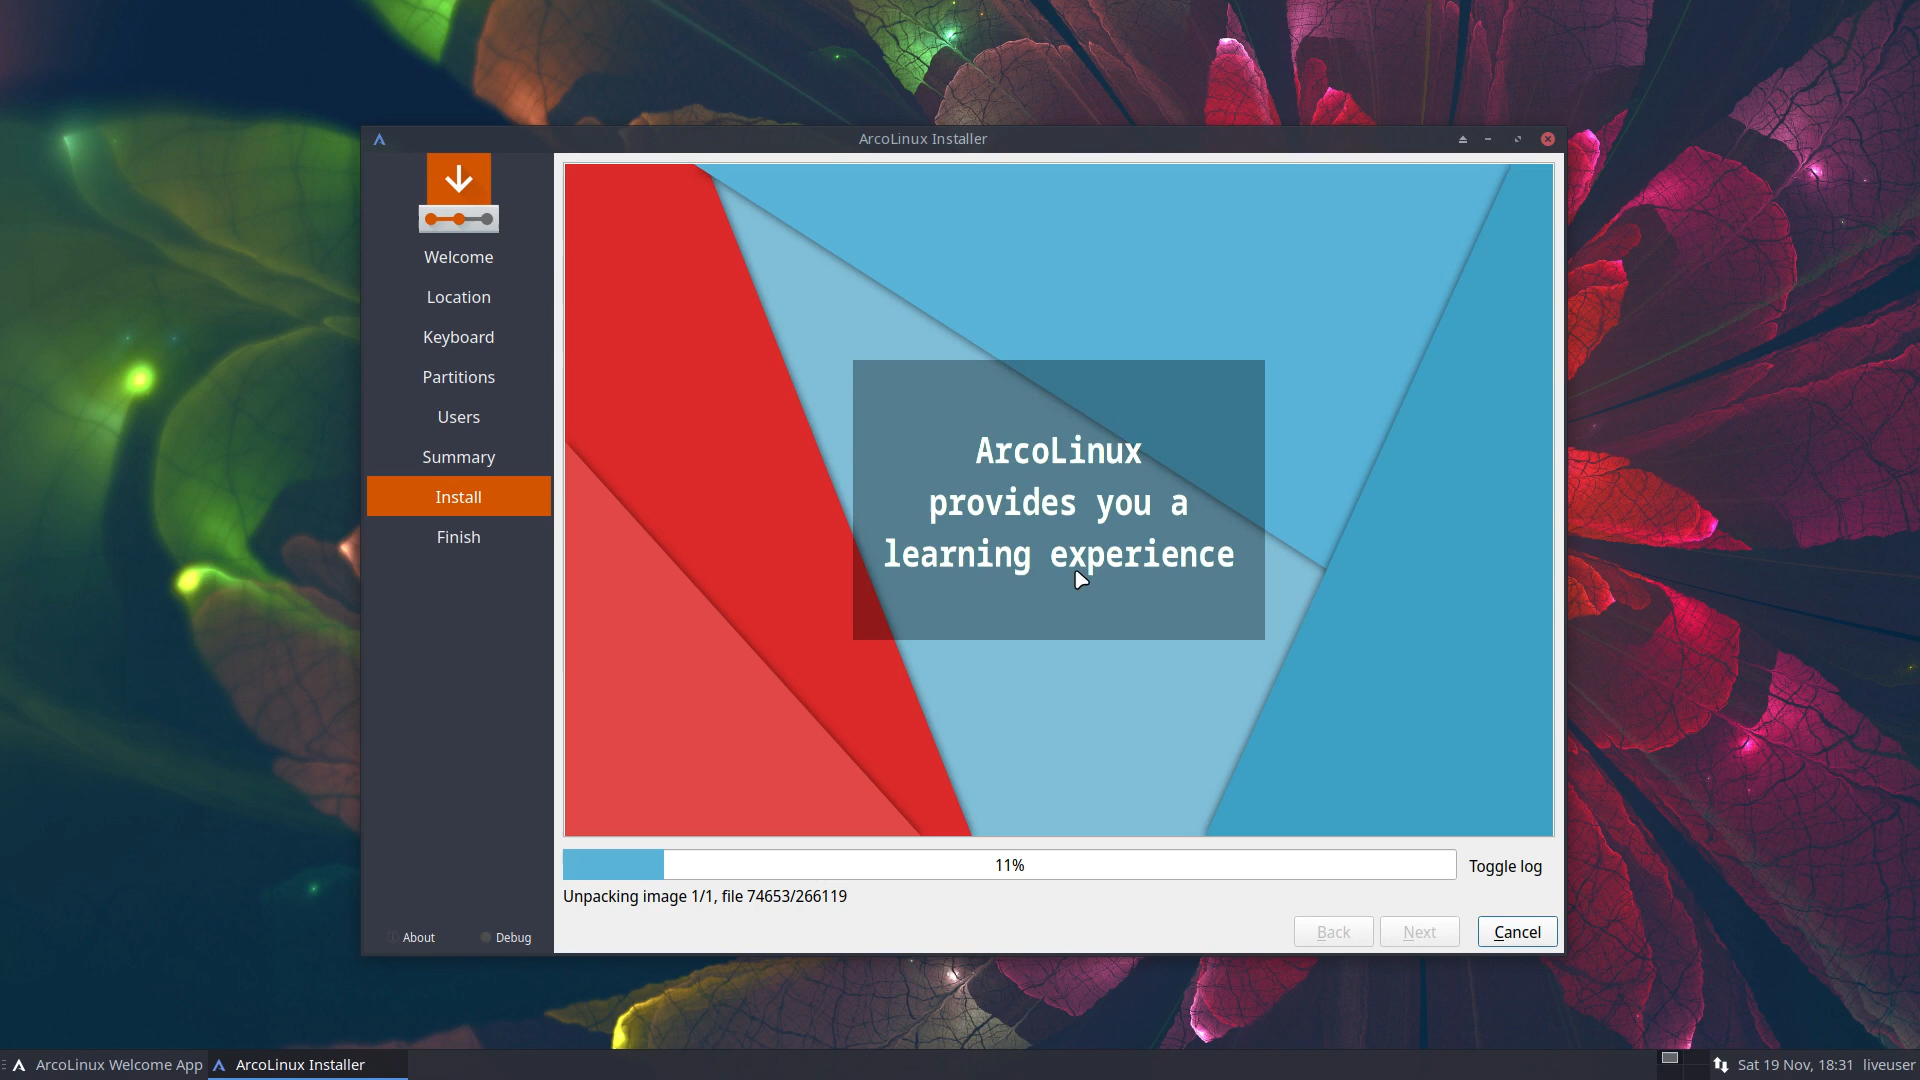 ArcoLinux Installer
Welcome
Location
Keyboard
Partitions
Users
Summary
Install
Finish
ArcoLinux
provides you a
learning experience
11%
Toggle log
Unpacking image 1/1, file 74653/266119
About
Debug
Back
Next
Cancel
ArcoLinux Welcome App
ArcoLinux Installer
Sat 19 Nov, 18:31
liveuser